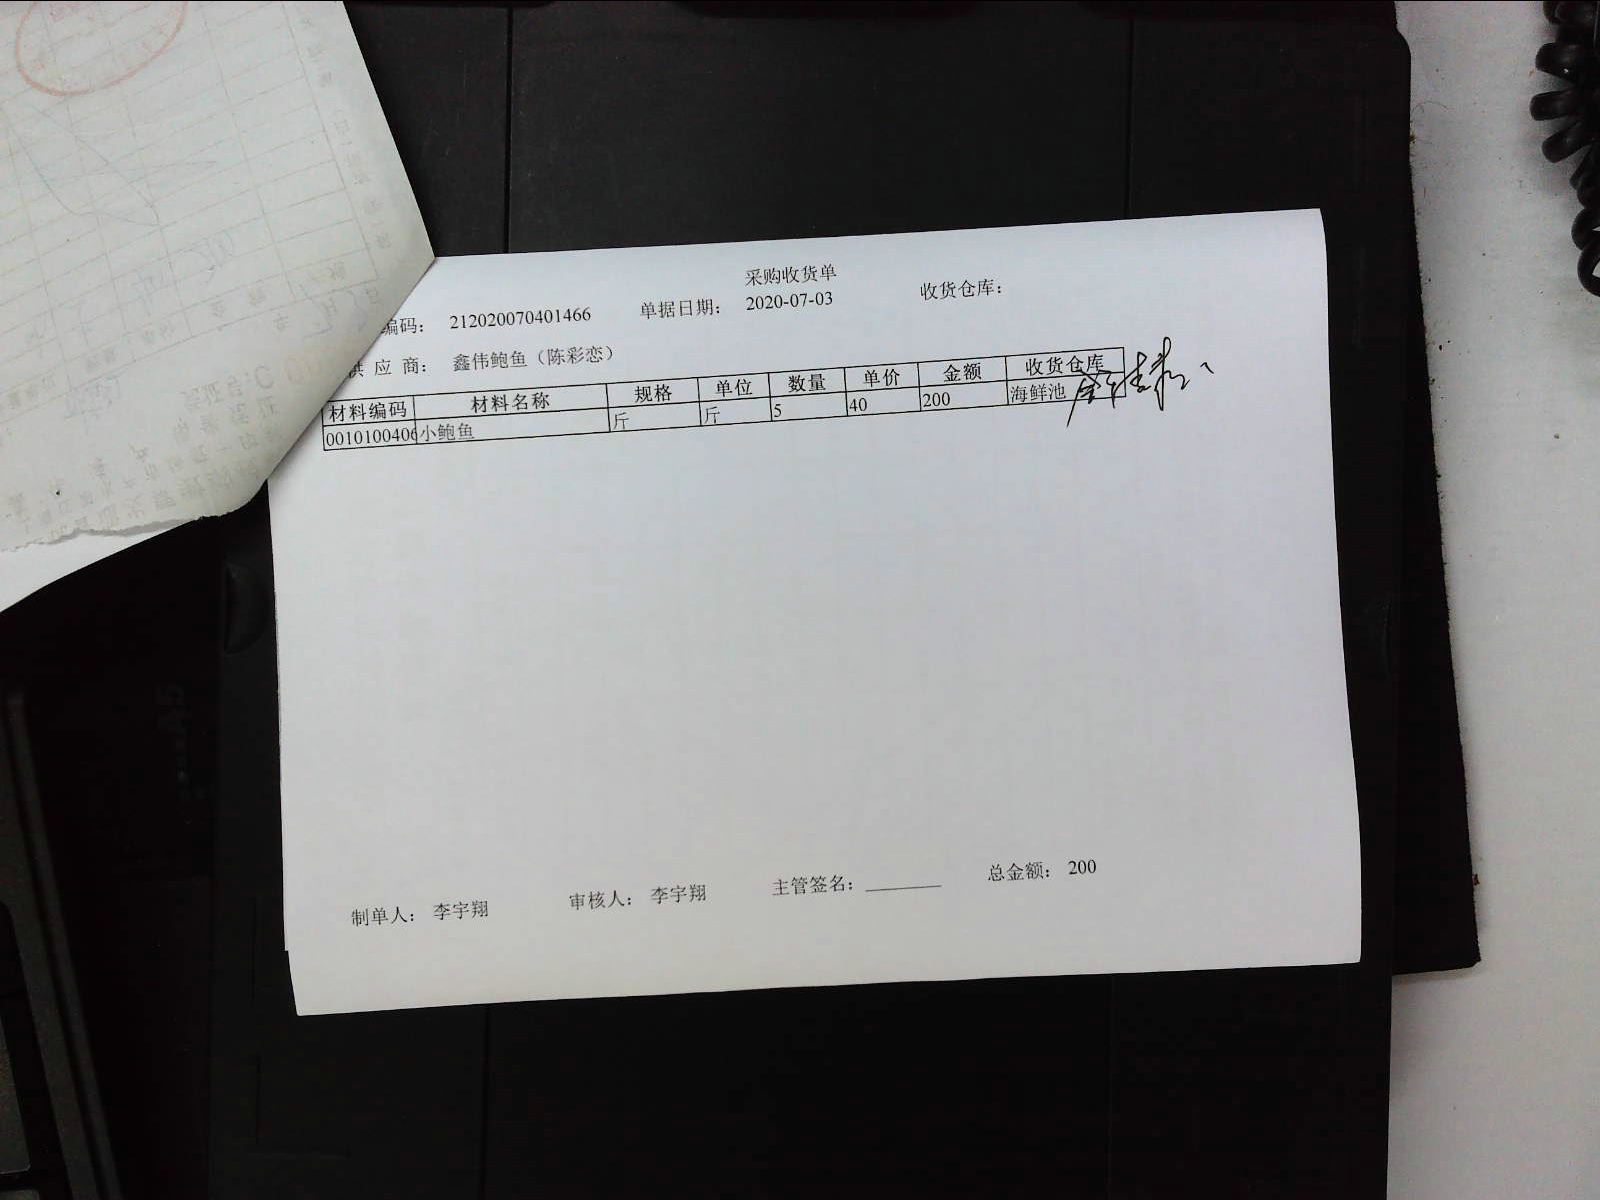 采购收货单
编码： 212020070401466 单据日期： 2020-07-03 收货仓库：
供 应 商： 鑫伟鲍鱼（陈彩恋）
材料编码 材料名称 规格 单位 数量 单价 金额 收货仓库
0010100406 小鲍鱼 斤 斤 5 40 200 海鲜池
制单人： 李宇翔 审核人： 李宇翔 主管签名： 总金额： 200